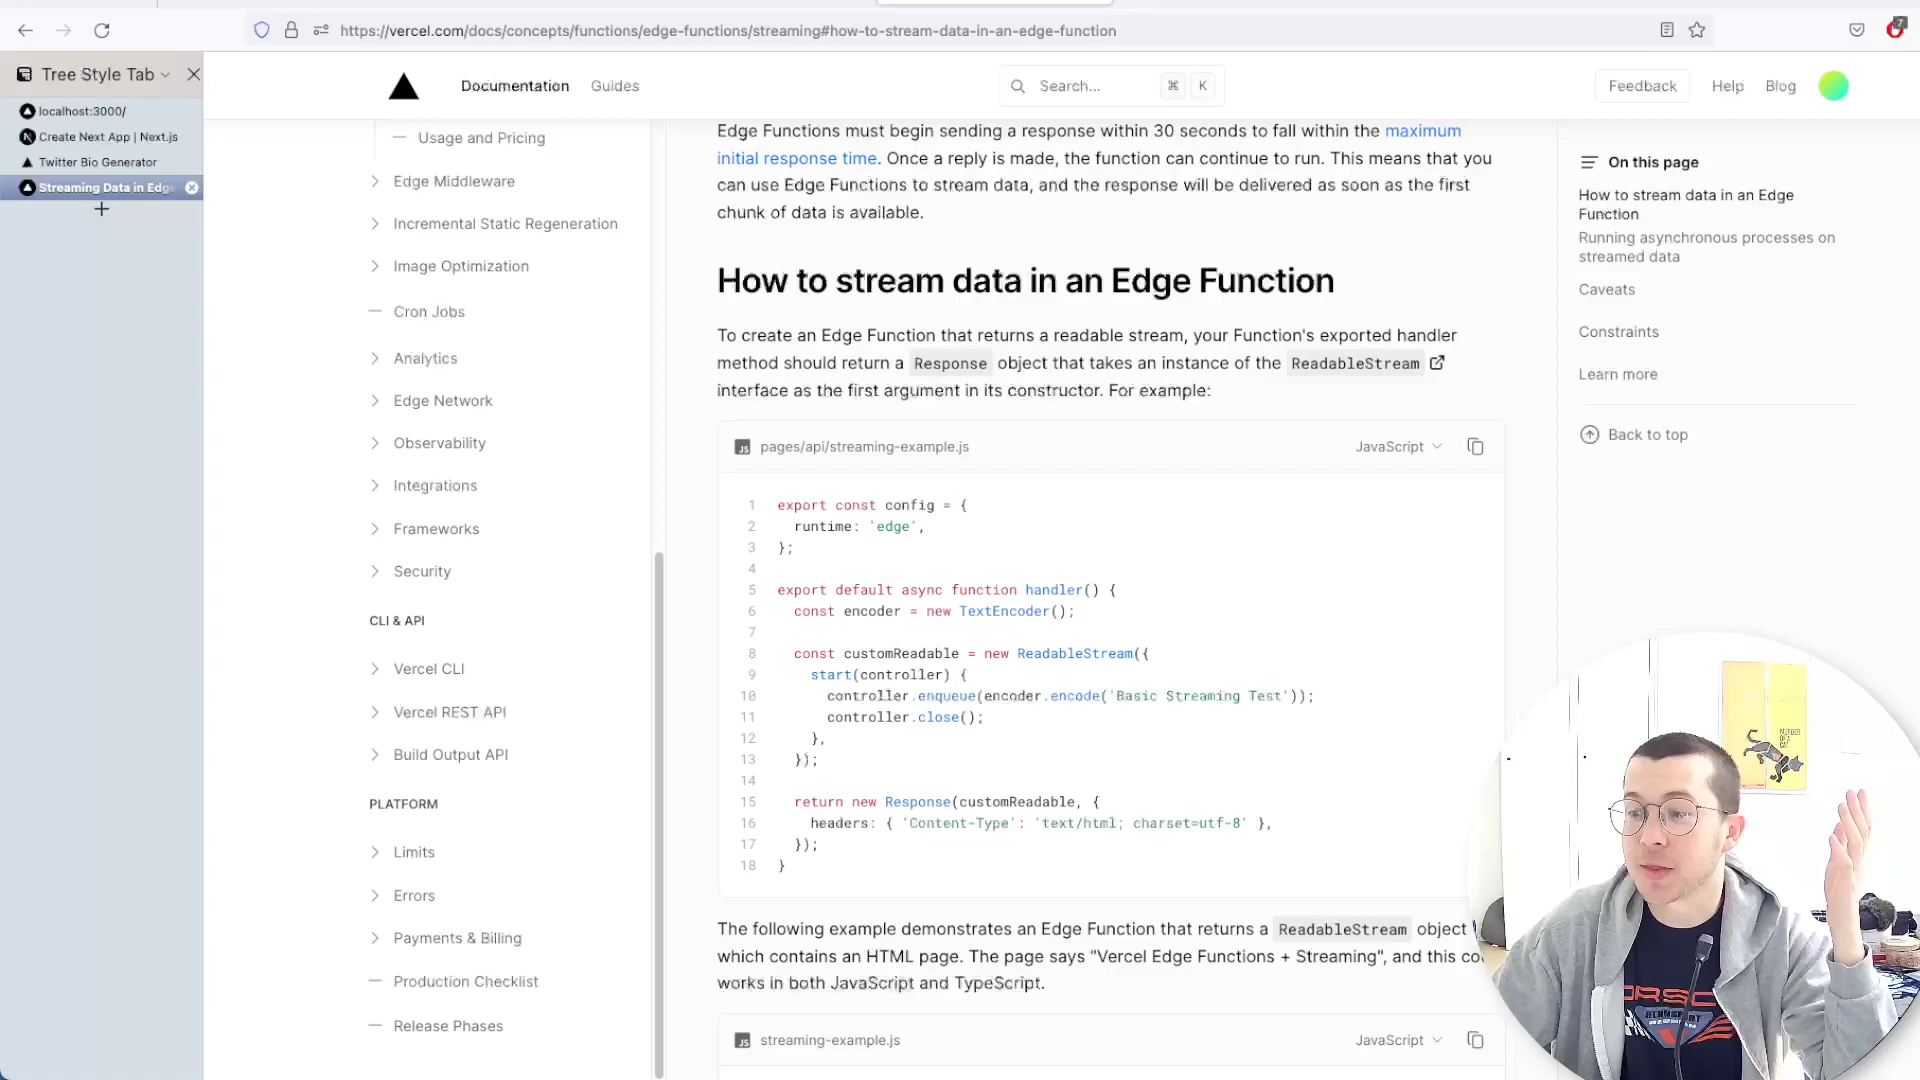 https://vercel.com/docs/concepts/functions/edge-functions/streaming#how-to-stream-data-in-an-edge-function
7
Tree Style Tab
localhost:3000/
Create Next App | Next.js
Twitter Bio Generator
Streaming Data in Edge
Documentation
Guides
Search...
⌘ K
Feedback
Help
Blog
Usage and Pricing
Edge Middleware
Incremental Static Regeneration
Image Optimization
Cron Jobs
Analytics
Edge Network
Observability
Integrations
Frameworks
Security
CLI & API
Vercel CLI
Vercel REST API
Build Output API
PLATFORM
Limits
Errors
Payments & Billing
Production Checklist
Release Phases
Edge Functions must begin sending a response within 30 seconds to fall within the maximum
initial response time. Once a reply is made, the function can continue to run. This means that you
can use Edge Functions to stream data, and the response will be delivered as soon as the first
chunk of data is available.
How to stream data in an Edge Function
To create an Edge Function that returns a readable stream, your Function's exported handler
method should return a Response object that takes an instance of the ReadableStream
interface as the first argument in its constructor. For example:
JS pages/api/streaming-example.js
JavaScript
1 export const config = {
2 runtime: 'edge',
3 };
4
5 export default async function handler() {
6 const encoder = new TextEncoder();
7
8 const customReadable = new ReadableStream({
9 start(controller) {
10 controller.enqueue(encoder.encode('Basic Streaming Test'));
11 controller.close();
12 },
13 });
14
15 return new Response(customReadable, {
16 headers: { 'Content-Type': 'text/html; charset=utf-8' },
17 });
18 }
The following example demonstrates an Edge Function that returns a ReadableStream object
which contains an HTML page. The page says "Vercel Edge Functions + Streaming", and this co
works in both JavaScript and TypeScript.
JS streaming-example.js
JavaScript
On this page
How to stream data in an Edge
Function
Running asynchronous processes on
streamed data
Caveats
Constraints
Learn more
Back to top
MURDER
OF A
CAT